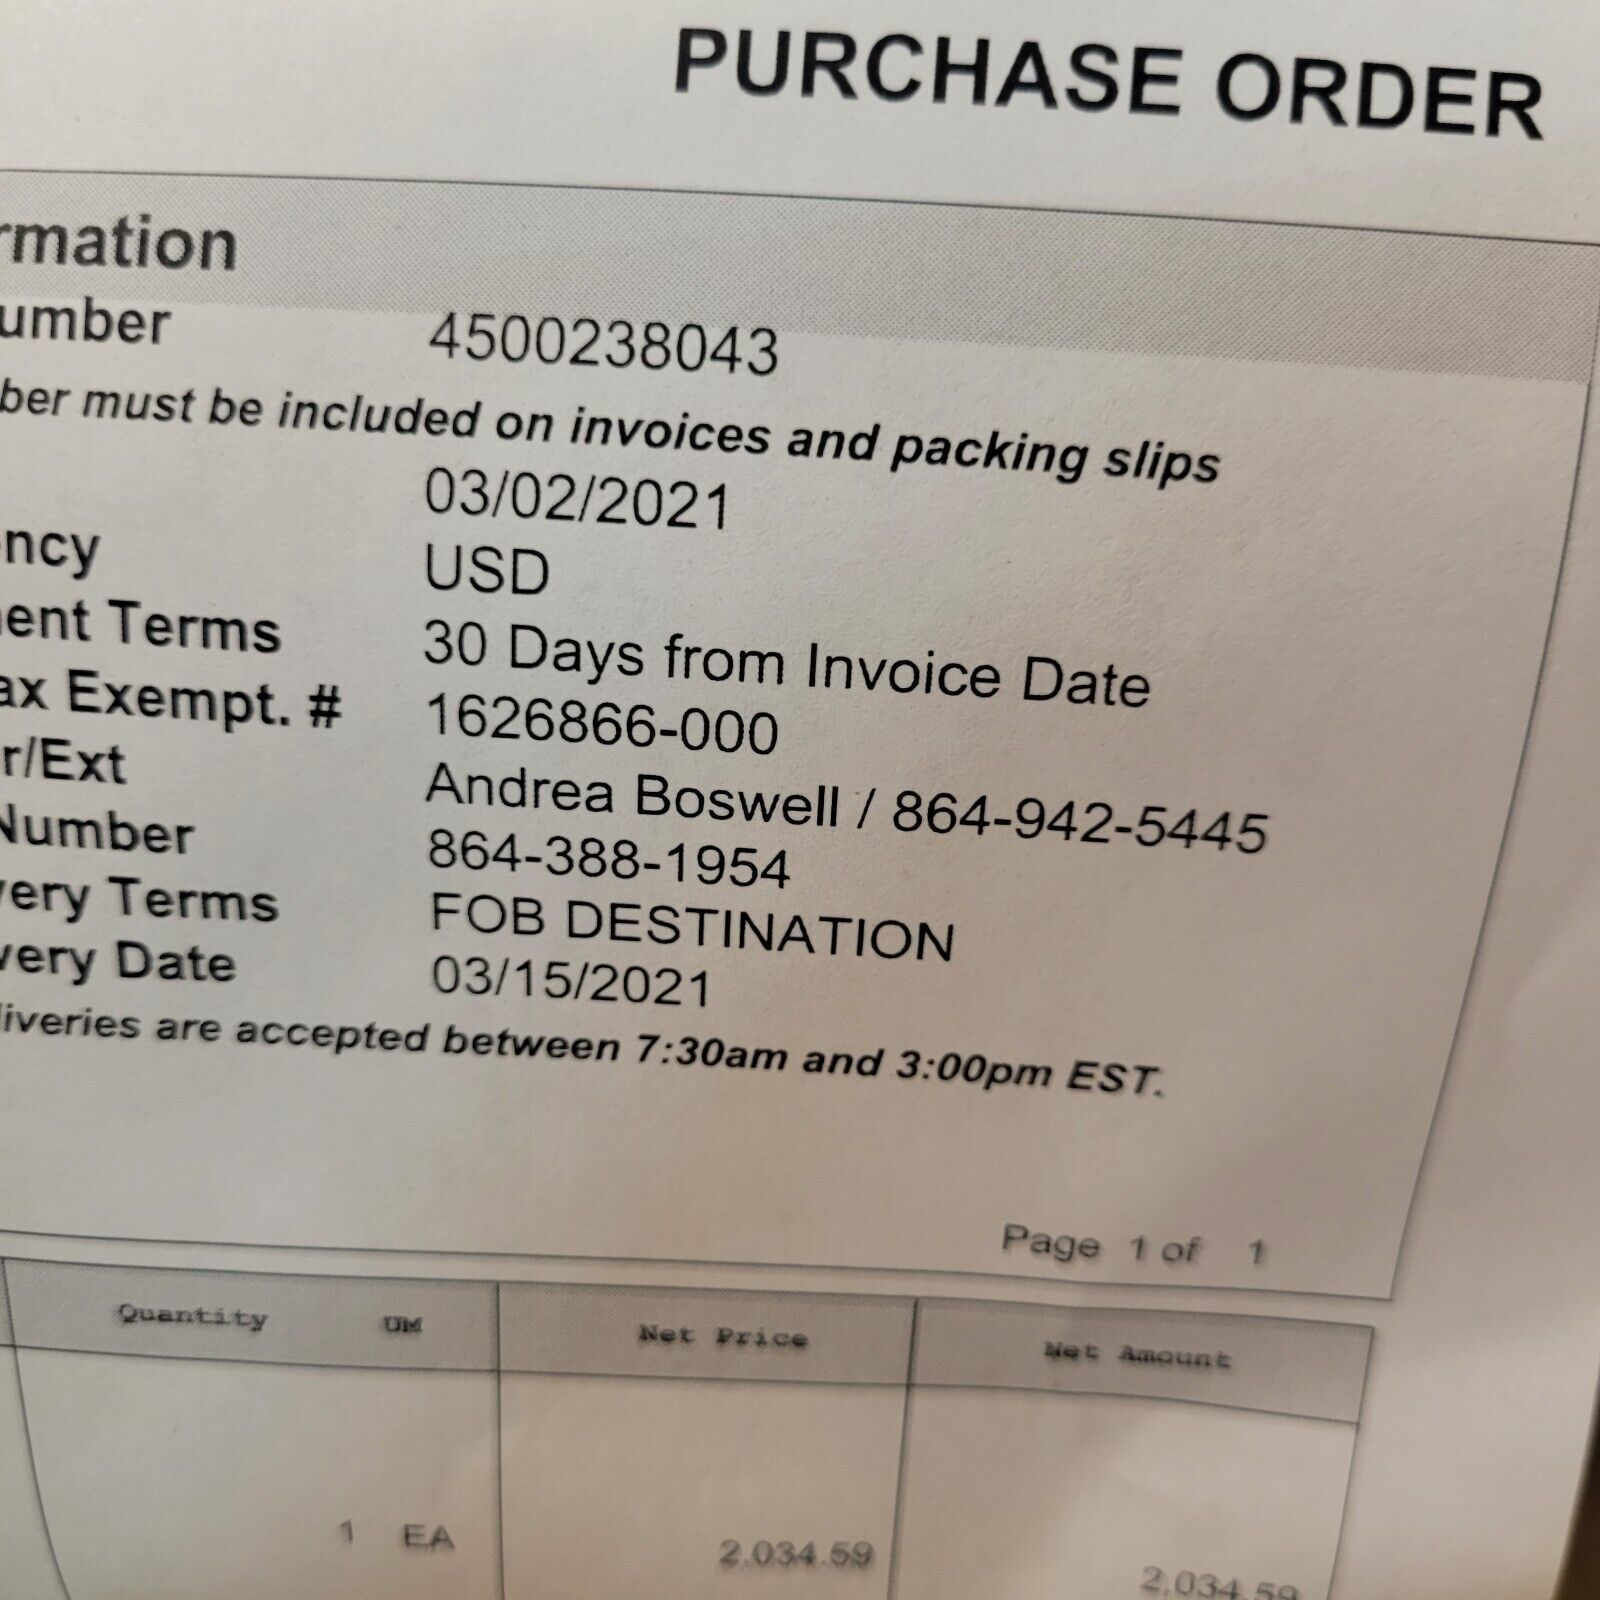 PURCHASE ORDER
rmation
umber 4500238043
ber must be included on invoices and packing slips
03/02/2021
ency USD
ent Terms 30 Days from Invoice Date
ax Exempt. # 1626866-000
r/Ext Andrea Boswell / 864-942-5445
Number 864-388-1954
very Terms FOB DESTINATION
very Date 03/15/2021
liveries are accepted between 7:30am and 3:00pm EST.
Page 1 of 1
Quantity UM Net Price Net Amount
1 EA 2,034.59 2,034.59